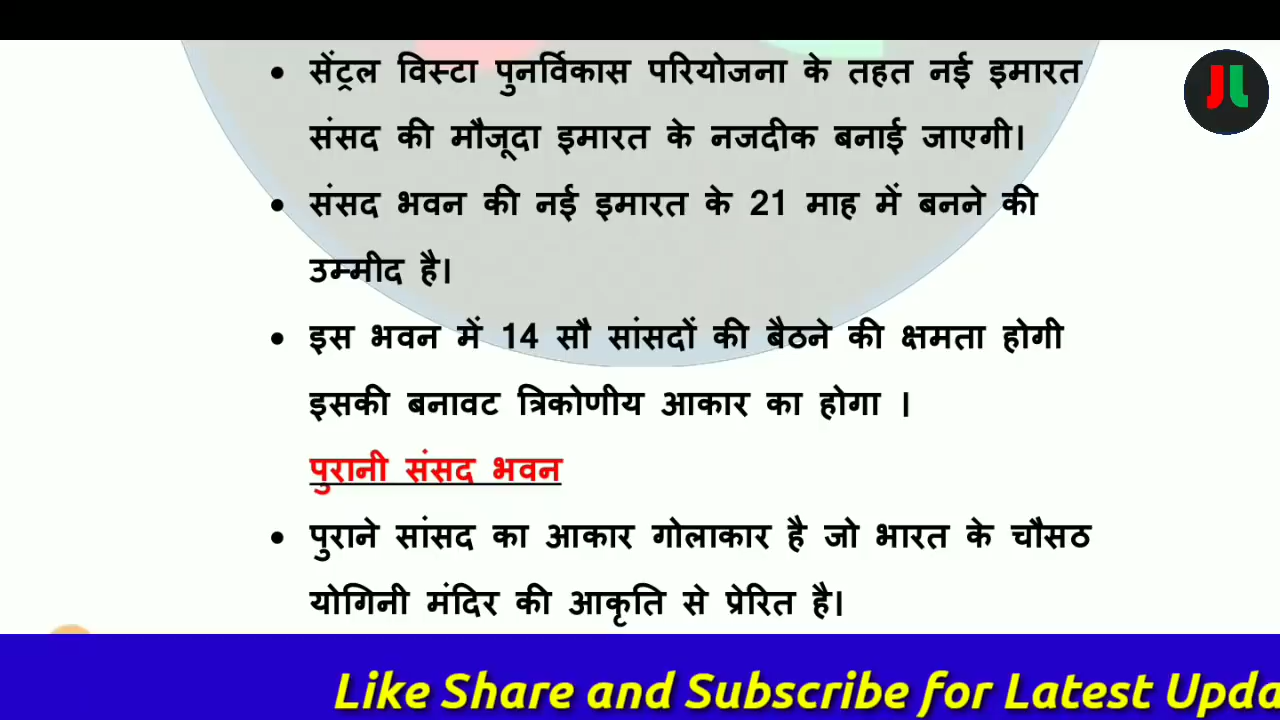 • सेंट्रल विस्टा पुनर्विकास परियोजना के तहत नई इमारत
संसद की मौजूदा इमारत के नजदीक बनाई जाएगी।
• संसद भवन की नई इमारत के 21 माह में बनने की
उम्मीद है।
• इस भवन में 14 सौ सांसदों की बैठने की क्षमता होगी
इसकी बनावट त्रिकोणीय आकार का होगा ।
पुरानी संसद भवन
• पुराने सांसद का आकार गोलाकार है जो भारत के चौसठ
योगिनी मंदिर की आकृति से प्रेरित है।
Like Share and Subscribe for Latest Upda